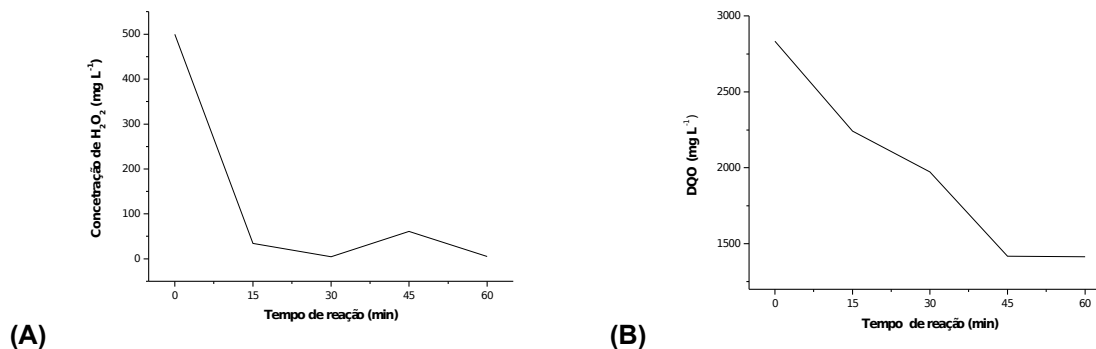 Concetração de H₂O₂ (mg L⁻¹)
500
400
300
200
100
0
0 15 30 45 60
Tempo de reação (min)
(A)
DQO (mg L⁻¹)
3000
2500
2000
1500
0 15 30 45 60
Tempo de reação (min)
(B)